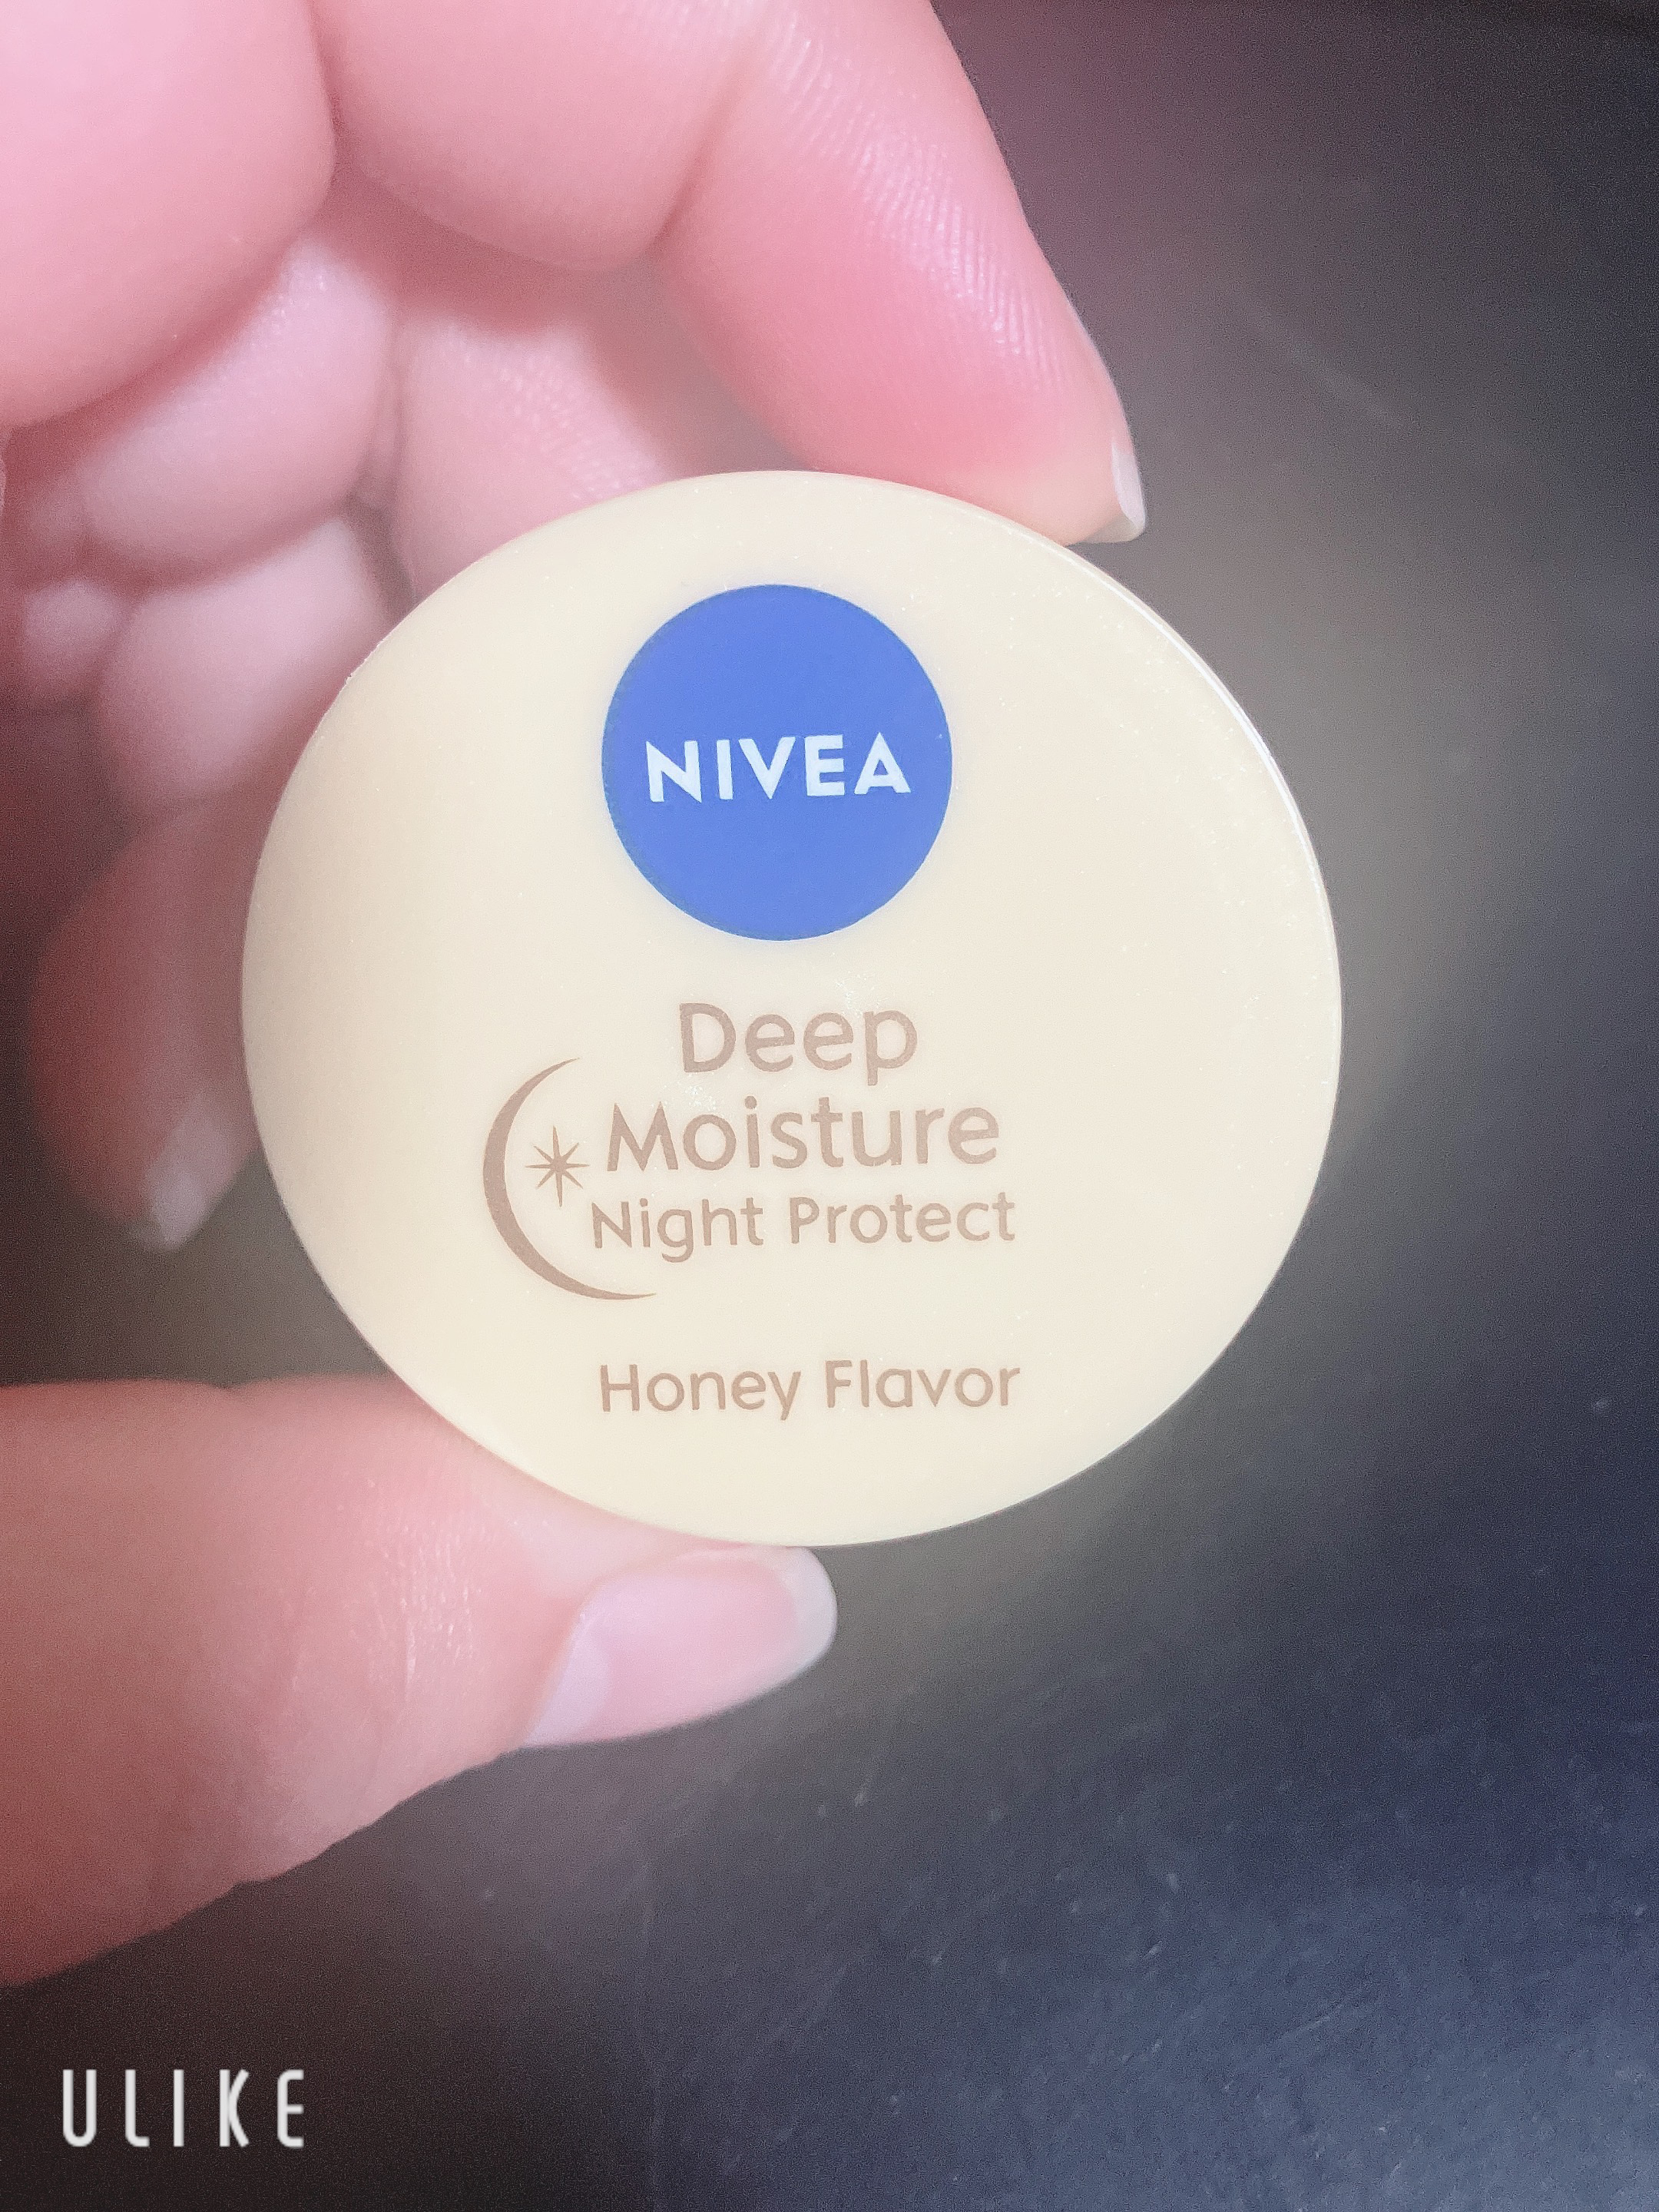 NIVEA
Deep
Moisture
Night Protect
Honey Flavor
ULIKE